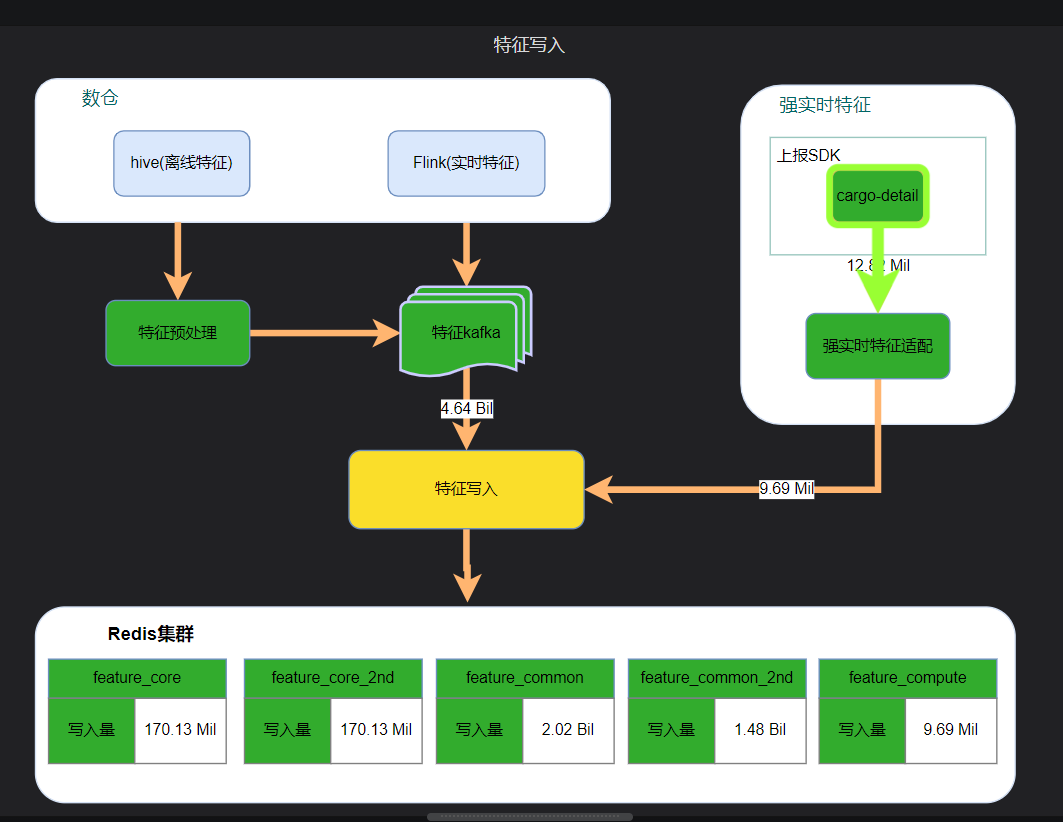 特征写入
数仓
hive(离线特征)
Flink(实时特征)
强实时特征
上报SDK
cargo-detail
12.82 Mil
特征预处理
特征kafka
强实时特征适配
4.64 Bil
特征写入
9.69 Mil
Redis集群
feature_core
写入量
170.13 Mil
feature_core_2nd
写入量
170.13 Mil
feature_common
写入量
2.02 Bil
feature_common_2nd
写入量
1.48 Bil
feature_compute
写入量
9.69 Mil